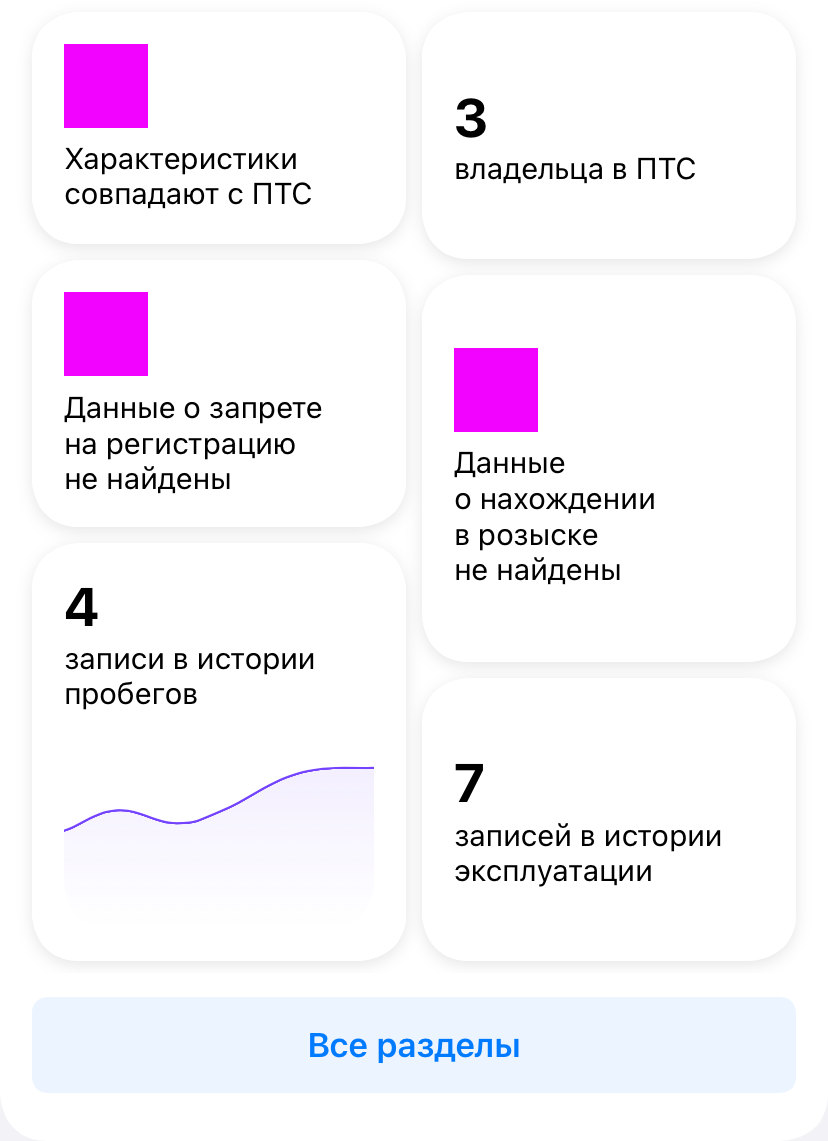 Характеристики
совпадают с ПТС
3
владельца в ПТС
Данные о запрете
на регистрацию
не найдены
Данные
о нахождении
в розыске
не найдены
4
записи в истории
пробегов
7
записей в истории
эксплуатации
Все разделы